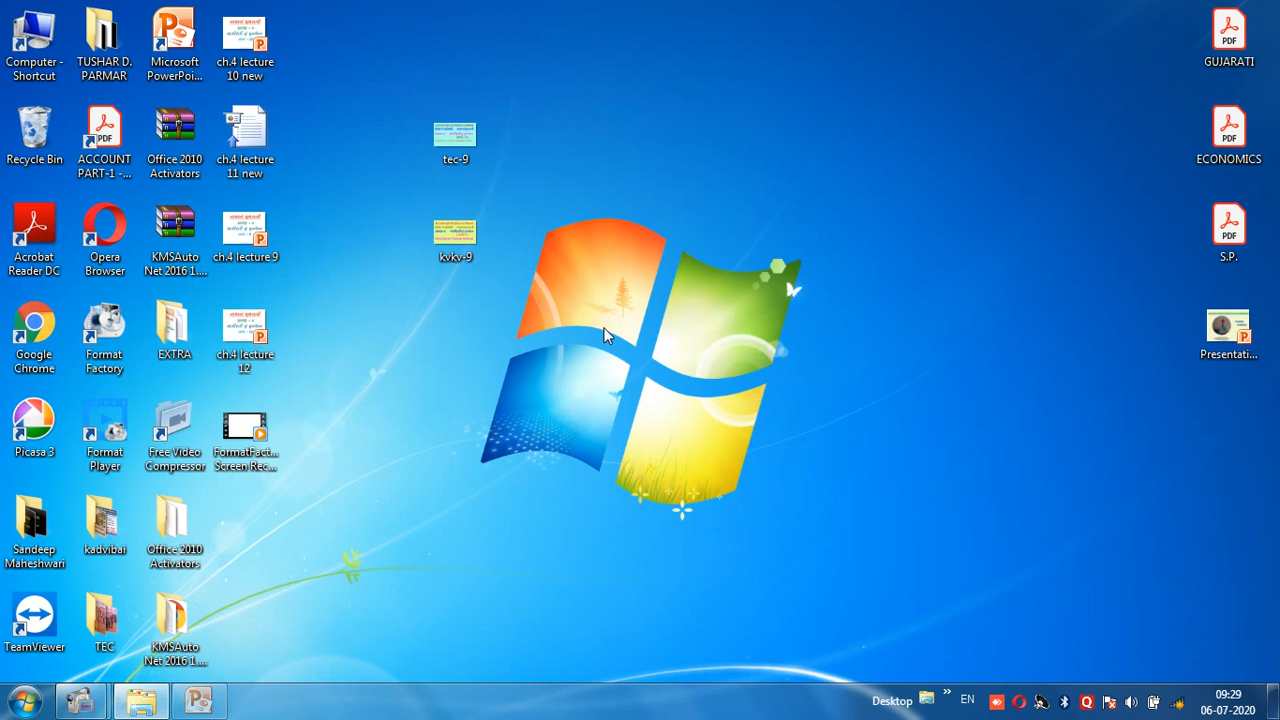 Computer -
Shortcut
TUSHAR D.
PARMAR
Microsoft
PowerPoi...
ch.4 lecture
10 new
GUJARATI
Recycle Bin
ACCOUNT
PART-1 -...
Office 2010
Activators
ch.4 lecture
11 new
tec-9
ECONOMICS
Acrobat
Reader DC
Opera
Browser
KMSAuto
Net 2016 1....
ch.4 lecture 9
kvkv-9
S.P.
Google
Chrome
Format
Factory
EXTRA
ch.4 lecture
12
Presentati...
Picasa 3
Format
Player
Free Video
Compressor
FormatFact...
Screen Rec...
Sandeep
Maheshwari
kadvibai
Office 2010
Activators
TeamViewer
TEC
KMSAuto
Net 2016 1....
PDF
PDF
PDF
PDF
Desktop
»
EN
09:29
06-07-2020